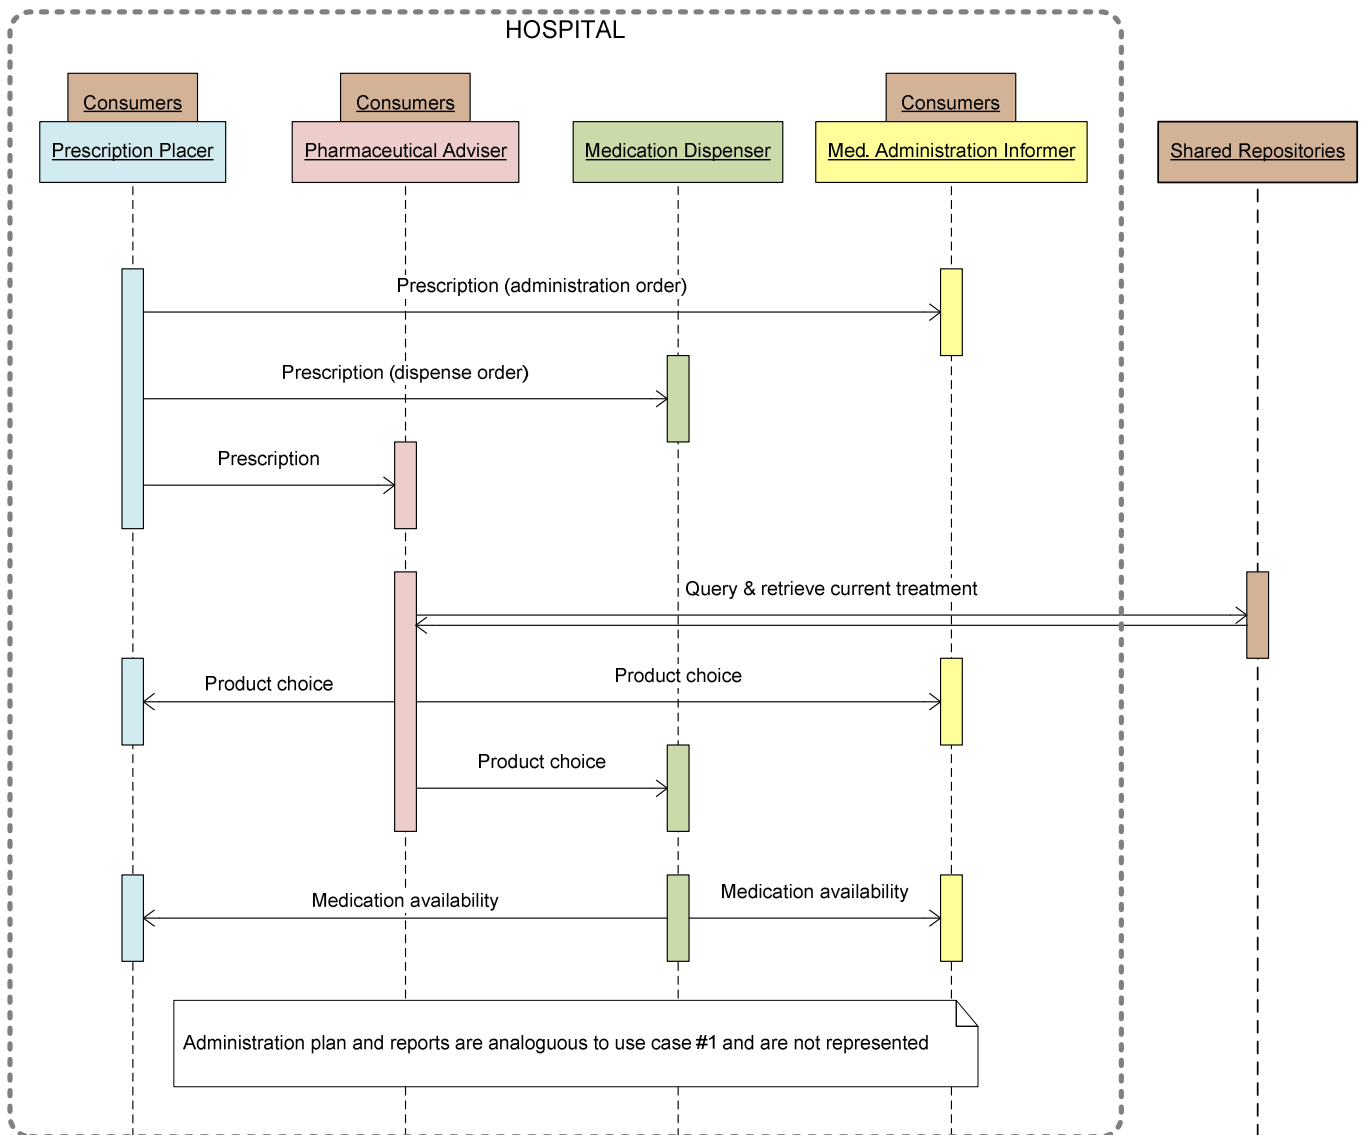 HOSPITAL
Consumers
Consumers
Consumers
Prescription Placer
Pharmaceutical Adviser
Medication Dispenser
Med. Administration Informer
Shared Repositories
Prescription (administration order)
Prescription (dispense order)
Prescription
Query & retrieve current treatment
Product choice
Product choice
Product choice
Medication availability
Medication availability
Administration plan and reports are analoguous to use case #1 and are not represented